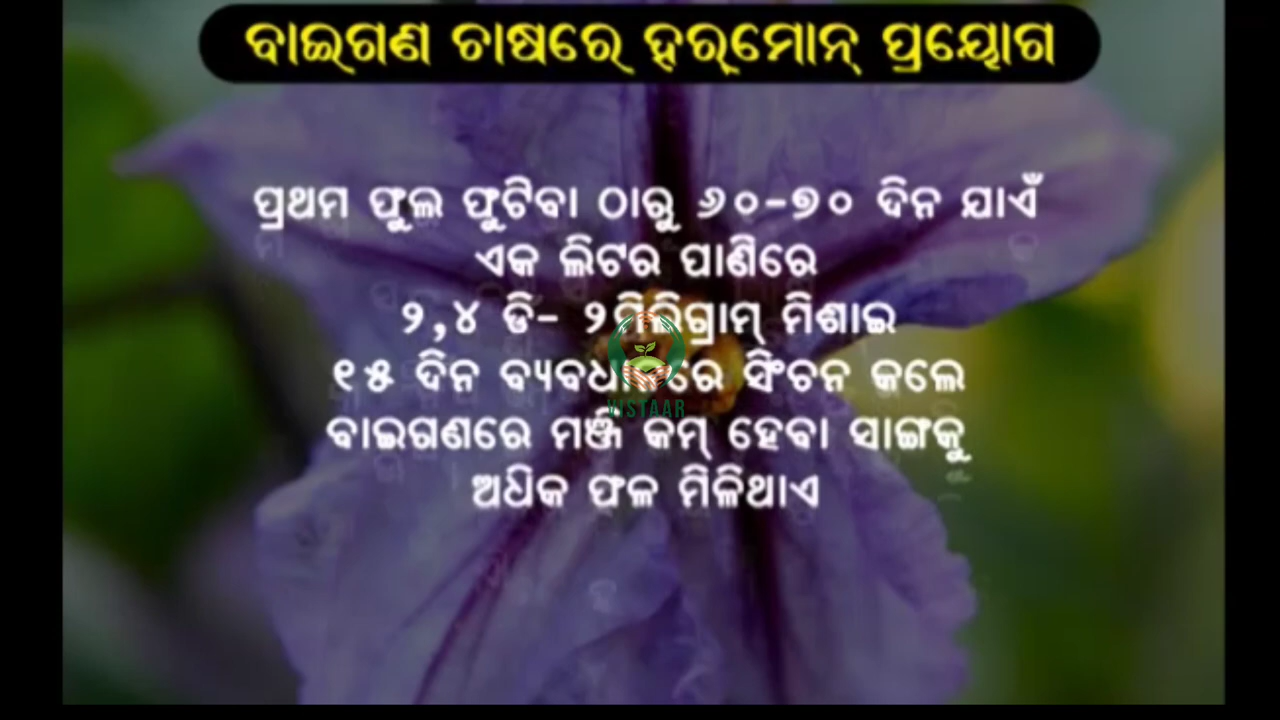 ବାଇଗଣ ଚାଷରେ ହର୍ମୋନ୍ ପ୍ରୟୋଗ
ପ୍ରଥମ ଫୁଲ ଫୁଟିବା ଠାରୁ ୬୦-୭୦ ଦିନ ଯାଏଁ
ଏକ ଲିଟର ପାଣିରେ
୨,୪ ଡି- ୨ମିଲିଗ୍ରାମ୍ ମିଶାଇ
୧୫ ଦିନ ବ୍ୟବଧାନରେ ସିଂଚନ କଲେ
VISTAAR
ବାଇଗଣରେ ମଞ୍ଜି କମ୍ ହେବା ସାଙ୍ଗକୁ
ଅଧିକ ଫଳ ମିଳିଥାଏ